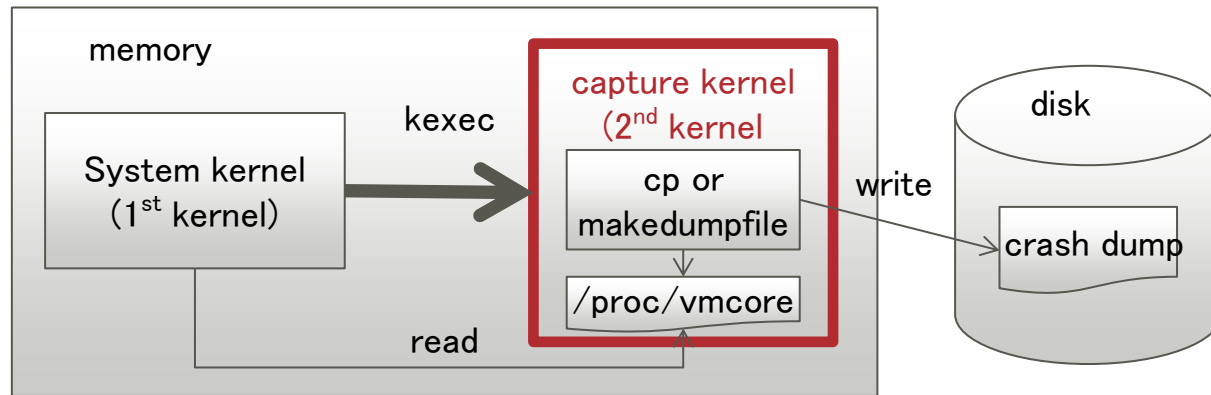 memory
System kernel
(1st kernel)
kexec
capture kernel
(2nd kernel
cp or
makedumpfile
/proc/vmcore
read
write
disk
crash dump